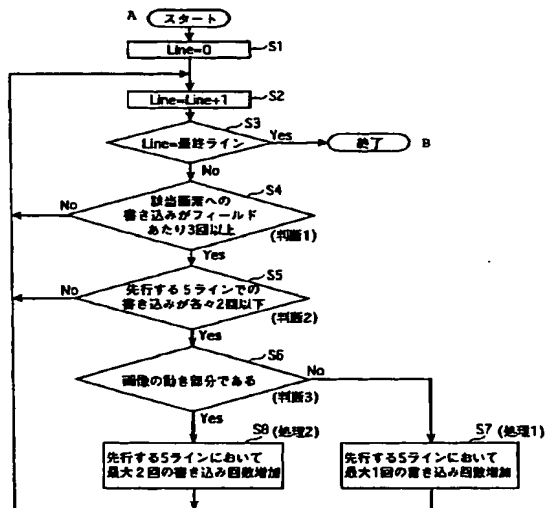 A スタート
Line=0 S1
Line=Line+1 S2
S3
Line=最終ライン Yes 終了 B
No
S4
該当画素への
書き込みがフィールド
あたり3回以上
No
(判断1)
Yes
S5
先行する5ラインでの
書き込みが各々2回以下
No
(判断2)
Yes
S6
画像の動き部分である
No
(判断3)
Yes
S8 (処理2)
先行する5ラインにおいて
最大2回の書き込み回数増加
S7 (処理1)
先行する5ラインにおいて
最大1回の書き込み回数増加